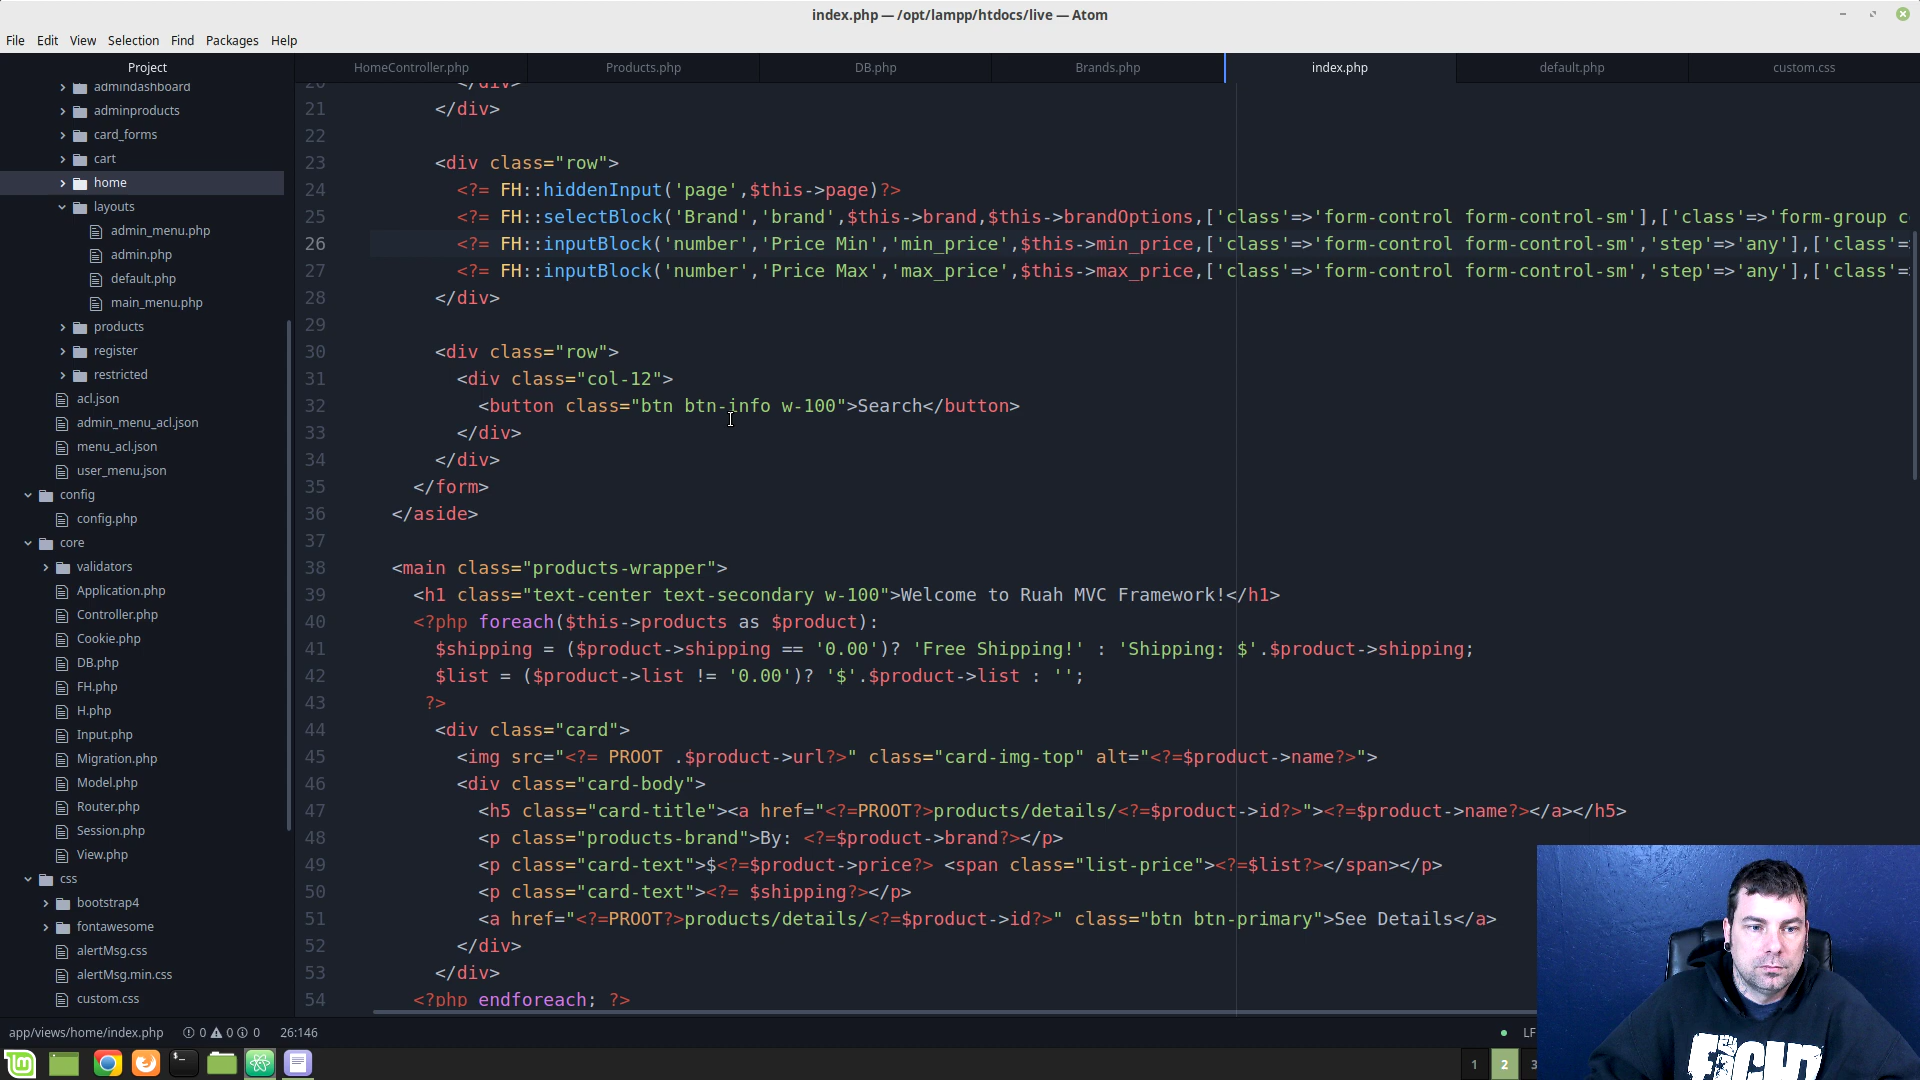 index.php — /opt/lampp/htdocs/live — Atom
File Edit View Selection Find Packages Help
Project
HomeController.php
Products.php
DB.php
Brands.php
index.php
default.php
custom.css
admindashboard
adminproducts
card_forms
cart
home
layouts
admin_menu.php
admin.php
default.php
main_menu.php
products
register
restricted
acl.json
admin_menu_acl.json
menu_acl.json
user_menu.json
config
config.php
core
validators
Application.php
Controller.php
Cookie.php
DB.php
FH.php
H.php
Input.php
Migration.php
Model.php
Router.php
Session.php
View.php
css
bootstrap4
fontawesome
alertMsg.css
alertMsg.min.css
custom.css
20 </div>
21 </div>
22
23 <div class="row">
24 <?= FH::hiddenInput('page',$this->page)?>
25 <?= FH::selectBlock('Brand','brand',$this->brand,$this->brandOptions,['class'=>'form-control form-control-sm'],['class'=>'form-group c
26 <?= FH::inputBlock('number','Price Min','min_price',$this->min_price,['class'=>'form-control form-control-sm','step'=>'any'],['class'=
27 <?= FH::inputBlock('number','Price Max','max_price',$this->max_price,['class'=>'form-control form-control-sm','step'=>'any'],['class'=
28 </div>
29
30 <div class="row">
31 <div class="col-12">
32 <button class="btn btn-info w-100">Search</button>
33 </div>
34 </div>
35 </form>
36 </aside>
37
38 <main class="products-wrapper">
39 <h1 class="text-center text-secondary w-100">Welcome to Ruah MVC Framework!</h1>
40 <?php foreach($this->products as $product):
41 $shipping = ($product->shipping == '0.00')? 'Free Shipping!' : 'Shipping: $'.$product->shipping;
42 $list = ($product->list != '0.00')? '$'.$product->list : '';
43 ?>
44 <div class="card">
45 <img src="<?= PROOT .$product->url?>" class="card-img-top" alt="<?=$product->name?>">
46 <div class="card-body">
47 <h5 class="card-title"><a href="<?=PROOT?>products/details/<?=$product->id?>"><?=$product->name?></a></h5>
48 <p class="products-brand">By: <?=$product->brand?></p>
49 <p class="card-text">$<?=$product->price?> <span class="list-price"><?=$list?></span></p>
50 <p class="card-text"><?= $shipping?></p>
51 <a href="<?=PROOT?>products/details/<?=$product->id?>" class="btn btn-primary">See Details</a>
52 </div>
53 </div>
54 <?php endforeach; ?>
app/views/home/index.php 0 0 0 26:146
LF
1 2 3